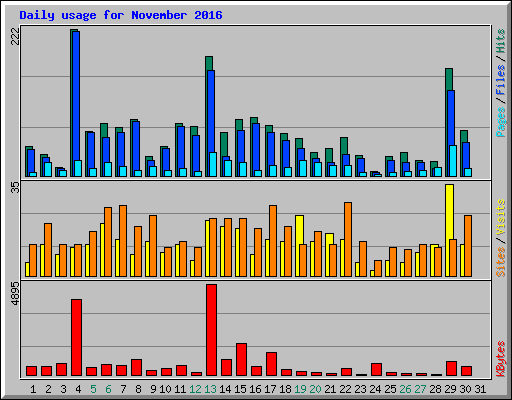 Daily usage for November 2016
222
Pages / Files / Hits
35
Sites / Visits
4895
KBytes
1 2 3 4 5 6 7 8 9 10 11 12 13 14 15 16 17 18 19 20 21 22 23 24 25 26 27 28 29 30 31